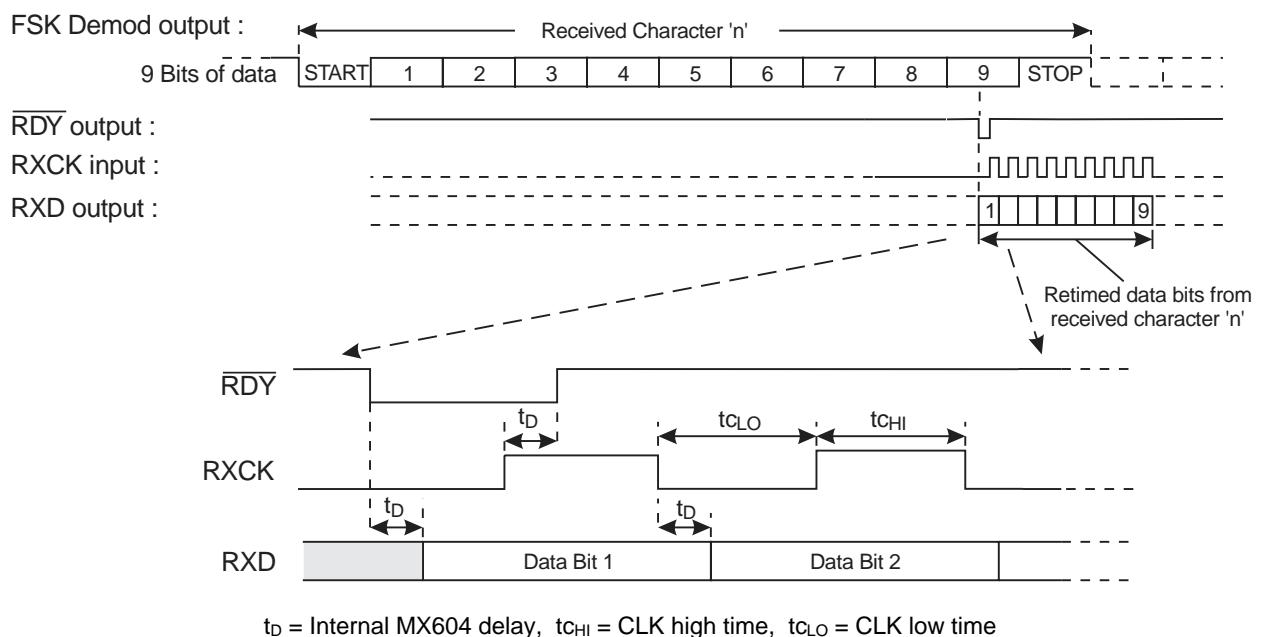 FSK Demod output :
Received Character 'n'
9 Bits of data START 1 2 3 4 5 6 7 8 9 STOP
RDY output :
RXCK input :
RXD output :
1 9
Retimed data bits from
received character 'n'
RDY
tD tcLO tcHI
RXCK
tD tD
RXD Data Bit 1 Data Bit 2
tD = Internal MX604 delay, tcHI = CLK high time, tcLO = CLK low time